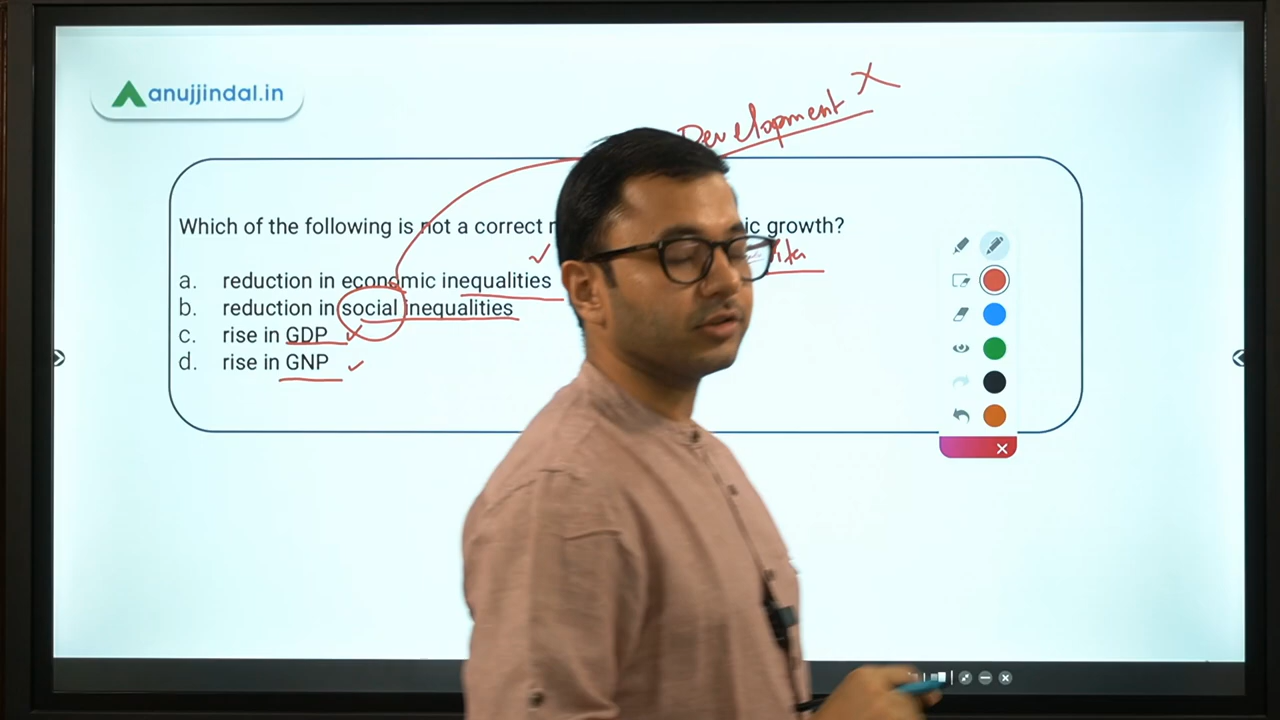 anujjindal.in
Development X
Which of the following is not a correct growth?
a. reduction in economic inequalities
b. reduction in social inequalities
c. rise in GDP
d. rise in GNP